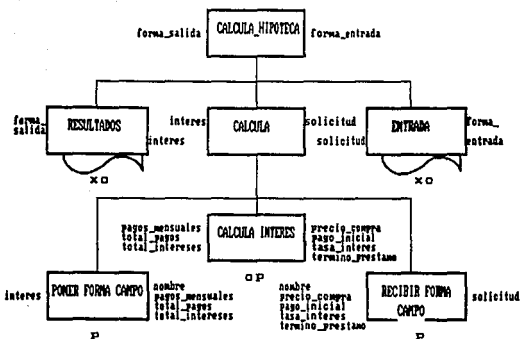 CALCULA_HIPOTECA
forma_salida
forma_entrada
forma_
salida
RESULTADOS
interes
x o
interes
CALCULA
solicitud
solicitud
ENTRADA
forma_
entrada
x o
pagos_mensuales
total_pagos
total_intereses
CALCULA INTERES
precio_compra
pago_inicial
tasa_interes
termino_prestamo
o P
interes
PONER FORMA CAMPO
nombre
pagos_mensuales
total_pagos
total_intereses
P
nombre
precio_compra
pago_inicial
tasa_interes
termino_prestamo
RECIBIR FORMA
CAMPO
solicitud
P